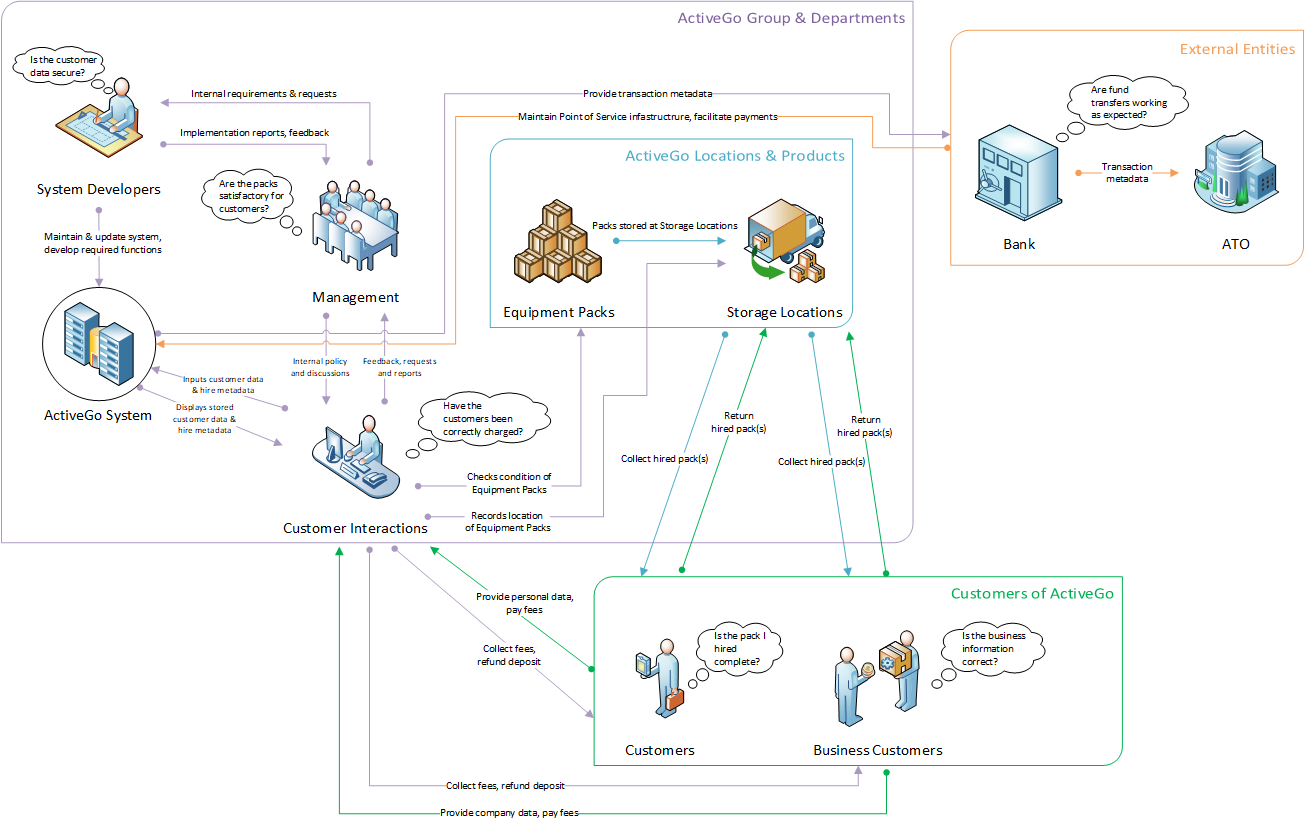 ActiveGo Group & Departments
Is the customer
data secure?
System Developers
Internal requirements & requests
Implementation reports, feedback
Are the packs
satisfactory for
customers?
Management
Maintain & update system,
develop required functions
ActiveGo System
Provide transaction metadata
Maintain Point of Service infastructure, facilitate payments
External Entities
Are fund
transfers working
as expected?
Bank
Transaction
metadata
ATO
ActiveGo Locations & Products
Equipment Packs
Packs stored at Storage Locations
Storage Locations
Internal policy
and discussions
Feedback, requests
and reports
Inputs customer data
& hire metadata
Displays stored
customer data &
hire metadata
Have the
customers been
correctly charged?
Customer Interactions
Checks condition of
Equipment Packs
Records location
of Equipment Packs
Collect hired pack(s)
Return
hired pack(s)
Collect hired pack(s)
Return
hired pack(s)
Provide personal data,
pay fees
Collect fees,
refund deposit
Customers of ActiveGo
Is the pack I
hired
complete?
Customers
Is the business
information
correct?
Business Customers
Collect fees, refund deposit
Provide company data, pay fees